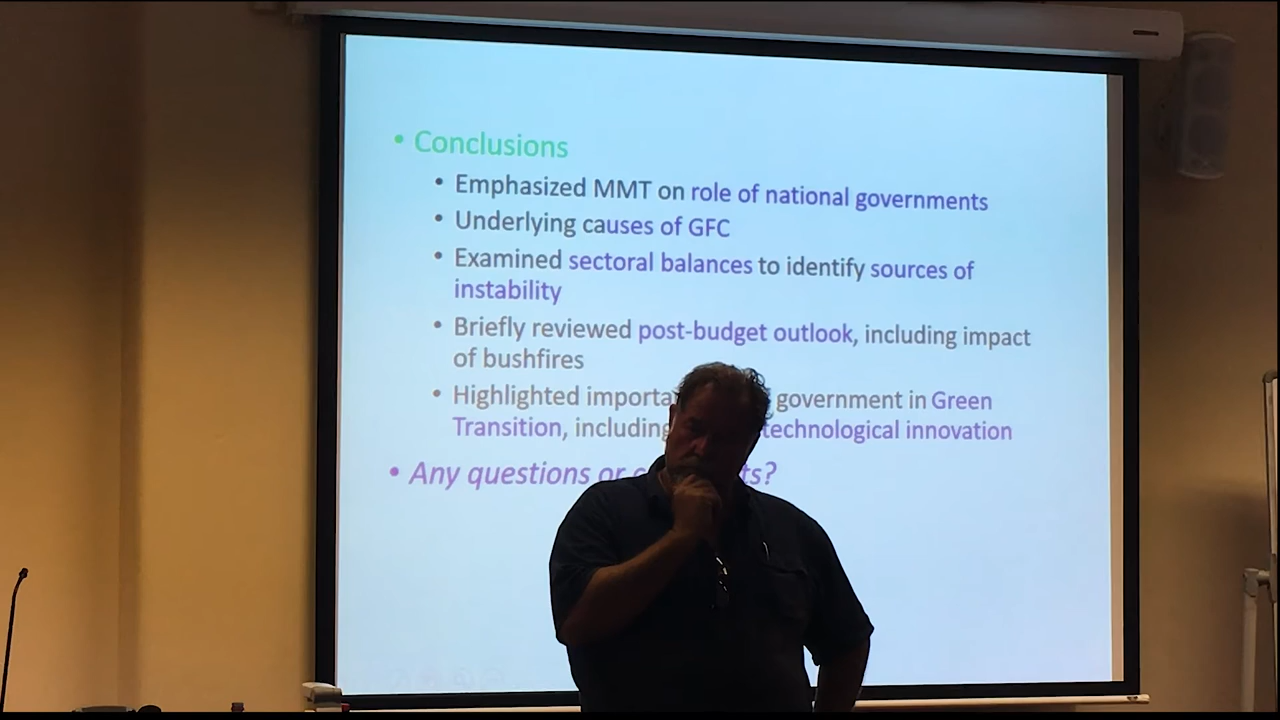 • Conclusions
• Emphasized MMT on role of national governments
• Underlying causes of GFC
• Examined sectoral balances to identify sources of
instability
• Briefly reviewed post-budget outlook, including impact
of bushfires
• Highlighted government in Green
Transition, including technological innovation
• Any questions or